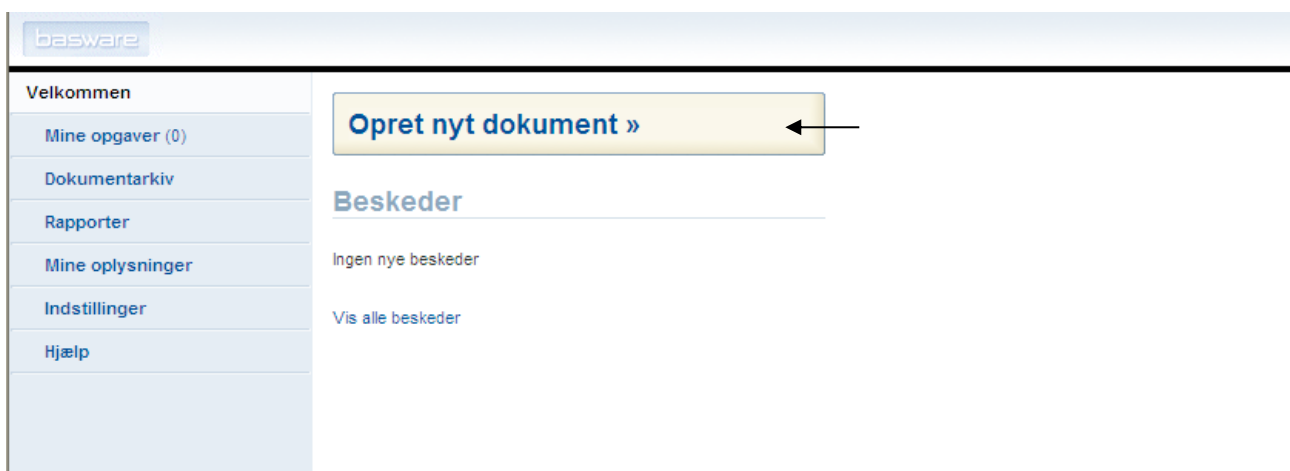 basware
Velkommen
Mine opgaver (0)
Dokumentarkiv
Rapporter
Mine oplysninger
Indstillinger
Hjælp
Opret nyt dokument »
Beskeder
Ingen nye beskeder
Vis alle beskeder